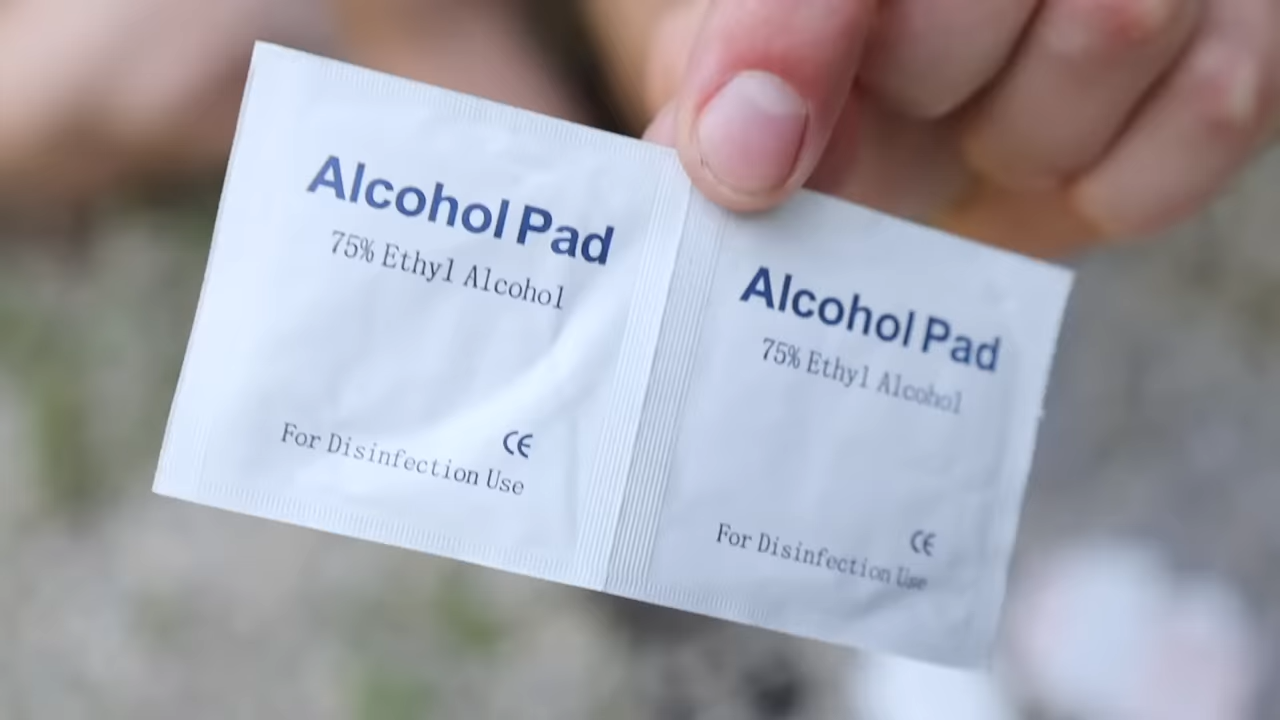 Alcohol Pad
75% Ethyl Alcohol
CE
For Disinfection Use
Alcohol Pad
75% Ethyl Alcohol
CE
For Disinfection Use